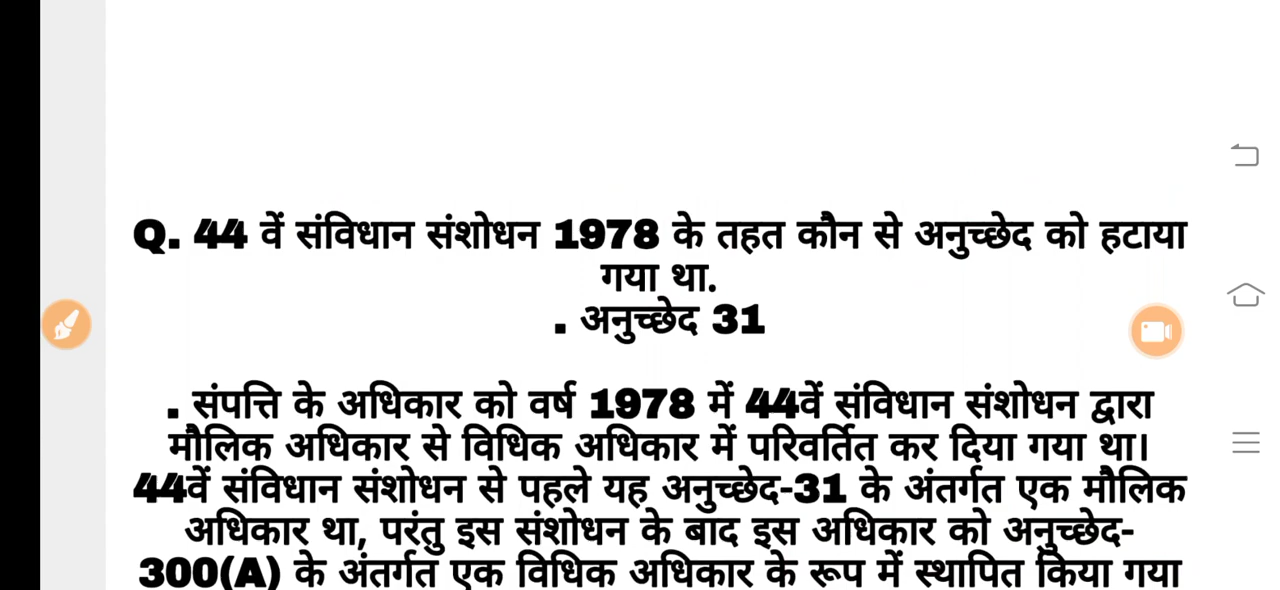 Q. 44 वें संविधान संशोधन 1978 के तहत कौन से अनुच्छेद को हटाया
गया था.
. अनुच्छेद 31
. संपत्ति के अधिकार को वर्ष 1978 में 44वें संविधान संशोधन द्वारा
मौलिक अधिकार से विधिक अधिकार में परिवर्तित कर दिया गया था।
44वें संविधान संशोधन से पहले यह अनुच्छेद-31 के अंतर्गत एक मौलिक
अधिकार था, परंतु इस संशोधन के बाद इस अधिकार को अनुच्छेद-
300(A) के अंतर्गत एक विधिक अधिकार के रूप में स्थापित किया गया